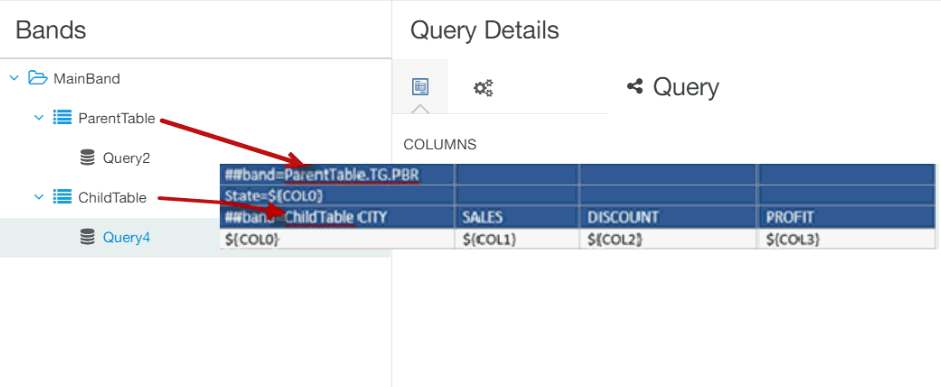 Bands
MainBand
ParentTable
Query2
ChildTable
Query4
Query Details
Query
COLUMNS
##band=ParentTable.TG.PBR
State=${COL0}
##band=ChildTable CITY SALES DISCOUNT PROFIT
${COL0} ${COL1} ${COL2} ${COL3}